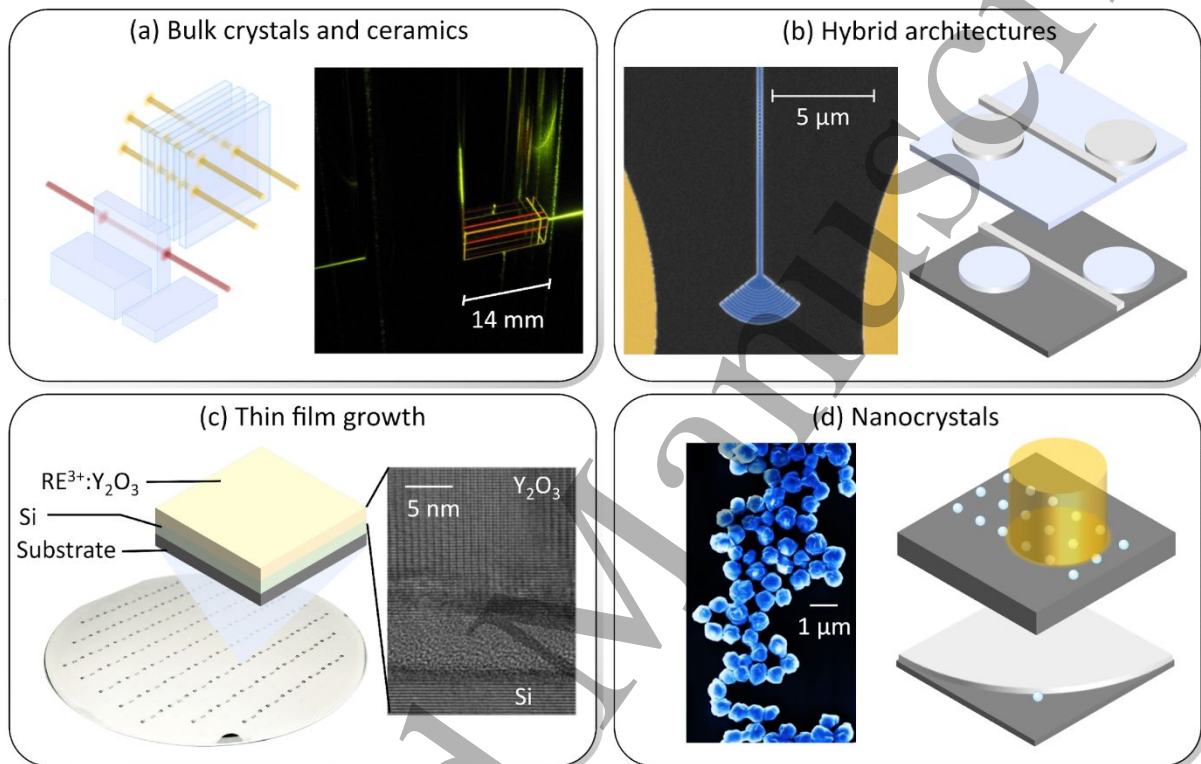 (a) Bulk crystals and ceramics
14 mm
(b) Hybrid architectures
5 µm
(c) Thin film growth
RE³⁺:Y₂O₃
Si
Substrate
Y₂O₃
5 nm
Si
(d) Nanocrystals
1 µm